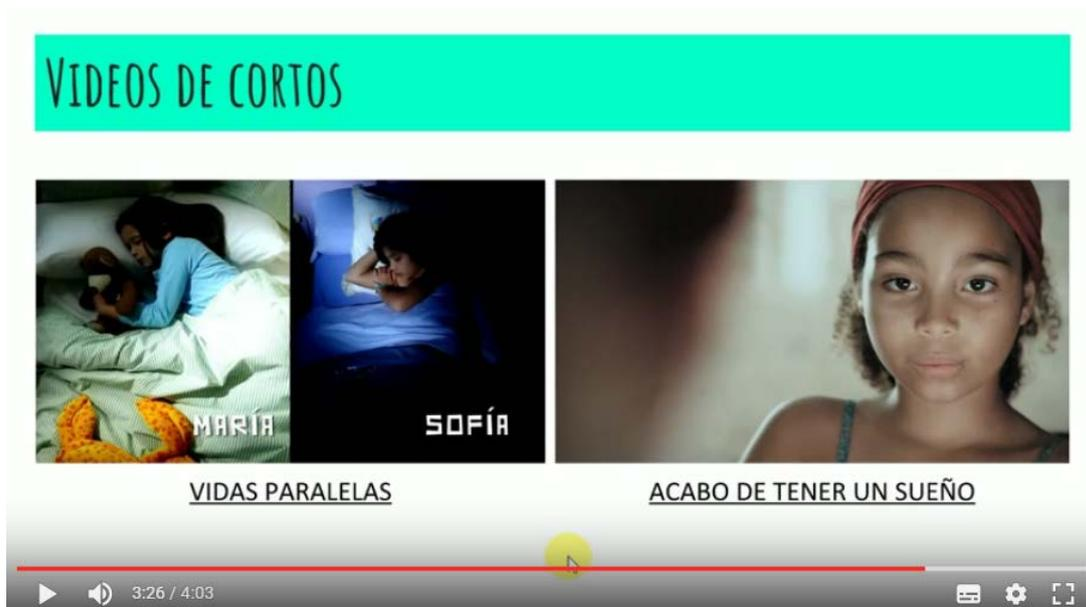 VIDEOS DE CORTOS
MARÍA
SOFÍA
VIDAS PARALELAS
ACABO DE TENER UN SUEÑO
3:26 / 4:03